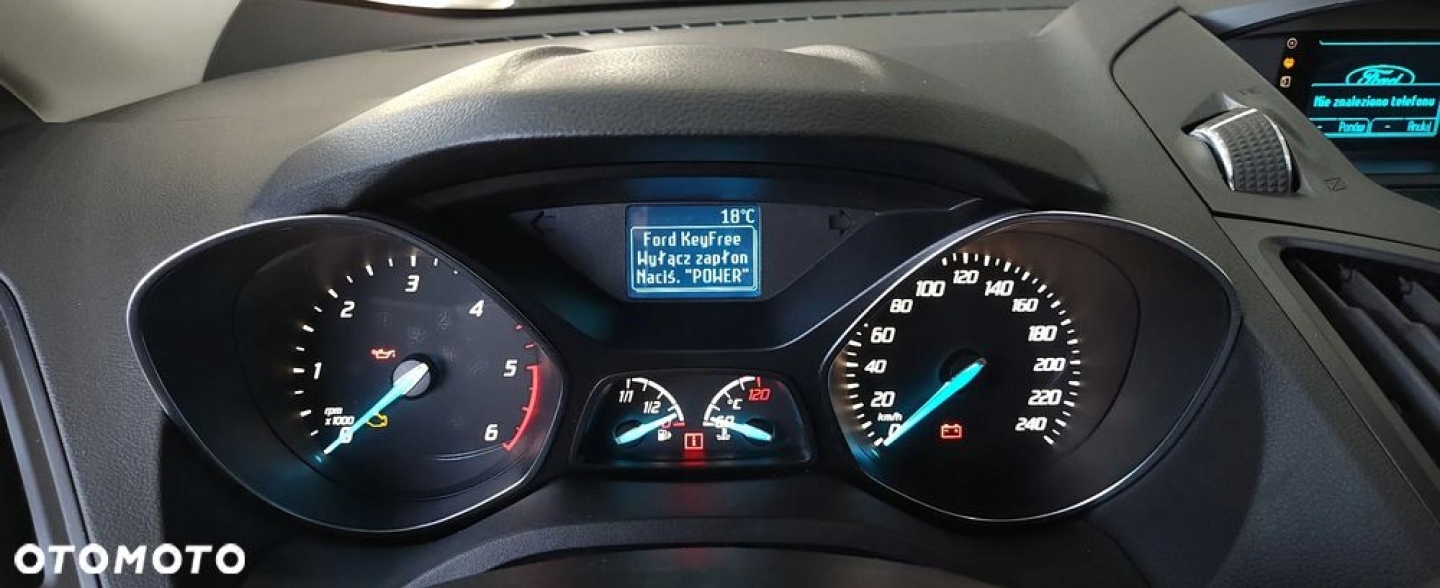 18°C
Ford KeyFree
Wyłącz zapłon
Naciś. "POWER"
Ford
Nie znaleziono telefonu
Ponów
Anuluj
0
1
2
3
4
5
6
rpm
x1000
1/1
1/2
0
°C
60
120
0
20
40
60
80
100
120
140
160
180
200
220
240
km/h
OTOMOTO